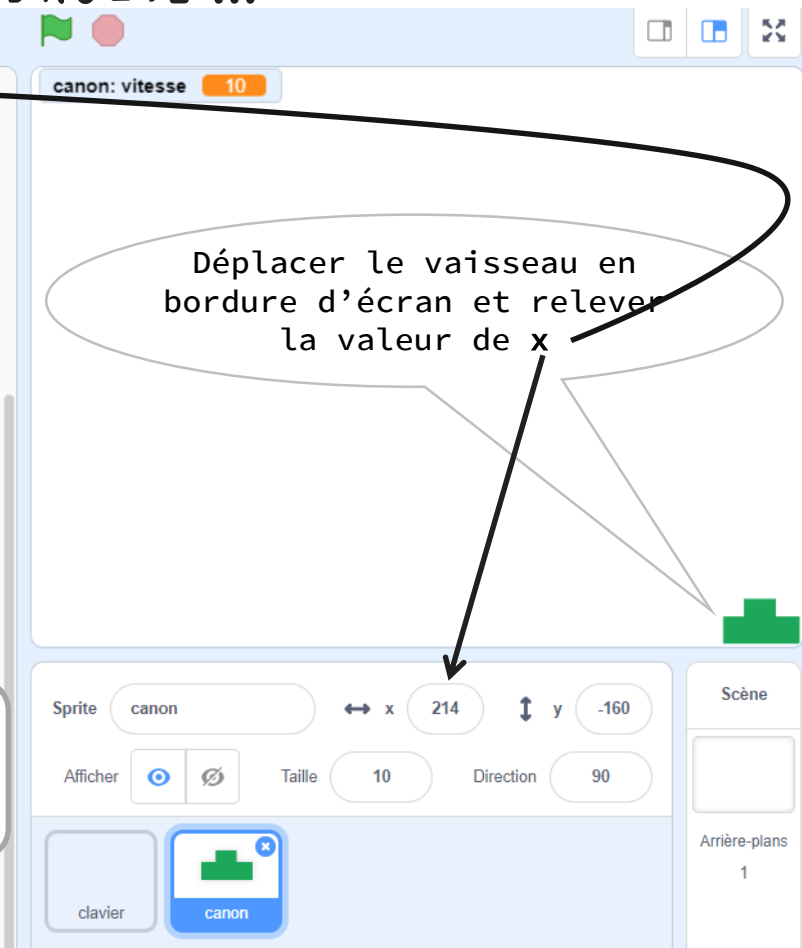 canon: vitesse 10
Déplacer le vaisseau en
bordure d'écran et relever
la valeur de x
Sprite canon x 214 y -160
Afficher Taille 10 Direction 90
clavier
canon
Scène
Arrière-plans
1